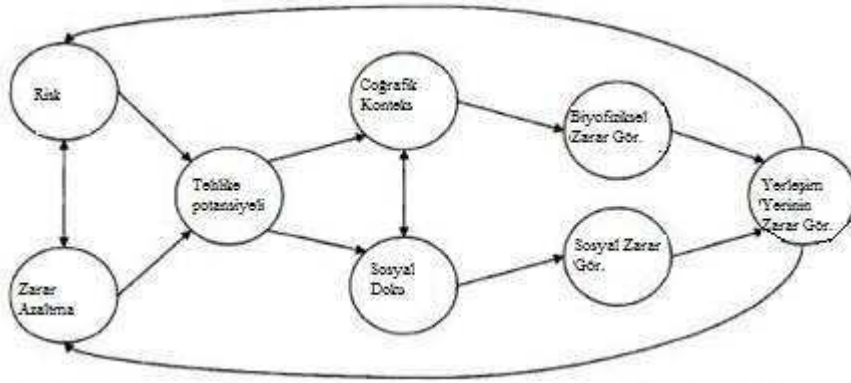 Risk
Coğrafik
Konteks
Biyofiziksel
Zarar Gör.
Tehlike
potansiyeli
Yerleşim
Yerinin
Zarar Gör.
Zarar
Azaltma
Sosyal
Doku
Sosyal Zarar
Gör.